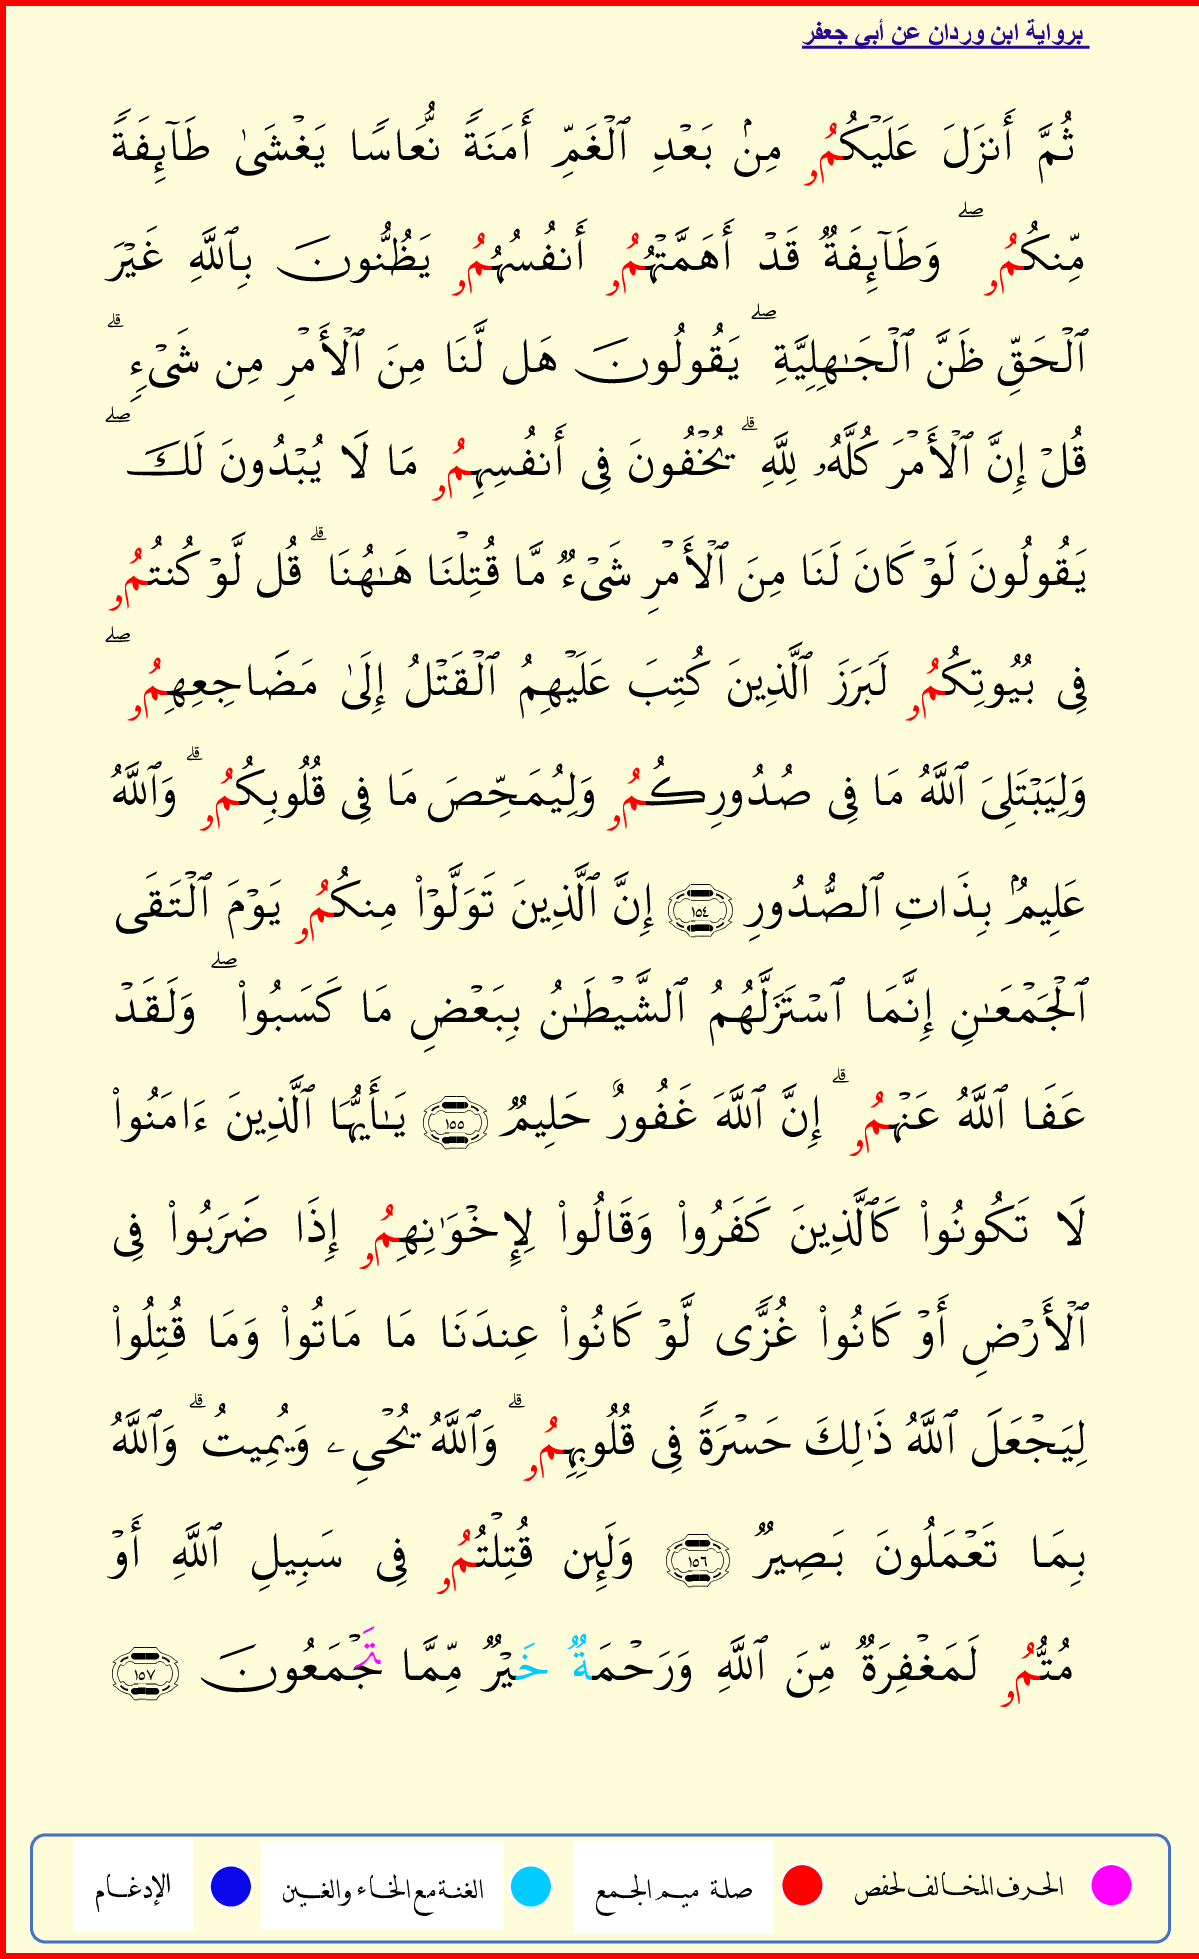 برواية ابن وردان عن أبي جعفر
ثُمَّ أَنزَلَ عَلَيۡكُمُۥ مِنۢ بَعۡدِ ٱلۡغَمِّ أَمَنَةٗ نُّعَاسٗا يَغۡشَىٰ طَآئِفَةٗ
مِّنكُمُۥۖ وَطَآئِفَةٞ قَدۡ أَهَمَّتۡهُمُۥ أَنفُسُهُمُۥ يَظُنُّونَ بِٱللَّهِ غَيۡرَ
ٱلۡحَقِّ ظَنَّ ٱلۡجَٰهِلِيَّةِۖ يَقُولُونَ هَل لَّنَا مِنَ ٱلۡأَمۡرِ مِن شَيۡءٖۗ
قُلۡ إِنَّ ٱلۡأَمۡرَ كُلَّهُۥ لِلَّهِۗ يُخۡفُونَ فِي أَنفُسِهِمُۥ مَا لَا يُبۡدُونَ لَكَۖ
يَقُولُونَ لَوۡ كَانَ لَنَا مِنَ ٱلۡأَمۡرِ شَيۡءٞ مَّا قُتِلۡنَا هَٰهُنَاۗ قُل لَّوۡ كُنتُمُۥ
فِي بُيُوتِكُمُۥ لَبَرَزَ ٱلَّذِينَ كُتِبَ عَلَيۡهِمُ ٱلۡقَتۡلُ إِلَىٰ مَضَاجِعِهِمُۥۖ
وَلِيَبۡتَلِيَ ٱللَّهُ مَا فِي صُدُورِكُمُۥ وَلِيُمَحِّصَ مَا فِي قُلُوبِكُمُۥۗ وَٱللَّهُ
عَلِيمُۢ بِذَاتِ ٱلصُّدُورِ ١٥٤ إِنَّ ٱلَّذِينَ تَوَلَّوۡاْ مِنكُمُۥ يَوۡمَ ٱلۡتَقَى
ٱلۡجَمۡعَٰنِ إِنَّمَا ٱسۡتَزَلَّهُمُ ٱلشَّيۡطَٰنُ بِبَعۡضِ مَا كَسَبُواْۖ وَلَقَدۡ
عَفَا ٱللَّهُ عَنۡهُمُۥۗ إِنَّ ٱللَّهَ غَفُورٌ حَلِيمٞ ١٥٥ يَٰٓأَيُّهَا ٱلَّذِينَ ءَامَنُواْ
لَا تَكُونُواْ كَٱلَّذِينَ كَفَرُواْ وَقَالُواْ لِإِخۡوَٰنِهِمُۥ إِذَا ضَرَبُواْ فِي
ٱلۡأَرۡضِ أَوۡ كَانُواْ غُزّٗى لَّوۡ كَانُواْ عِندَنَا مَا مَاتُواْ وَمَا قُتِلُواْ
لِيَجۡعَلَ ٱللَّهُ ذَٰلِكَ حَسۡرَةٗ فِي قُلُوبِهِمُۥۗ وَٱللَّهُ يُحۡيِۦ وَيُمِيتُۗ وَٱللَّهُ
بِمَا تَعۡمَلُونَ بَصِيرٞ ١٥٦ وَلَئِن قُتِلۡتُمُۥ فِي سَبِيلِ ٱللَّهِ أَوۡ
مُتُّمُۥ لَمَغۡفِرَةٞ مِّنَ ٱللَّهِ وَرَحۡمَةٞ خَيۡرٞ مِّمَّا تَجۡمَعُونَ ١٥٧
الحرف المخالف لحفص صلة ميم الجمع الغنة مع الخاء والغين الإدغام